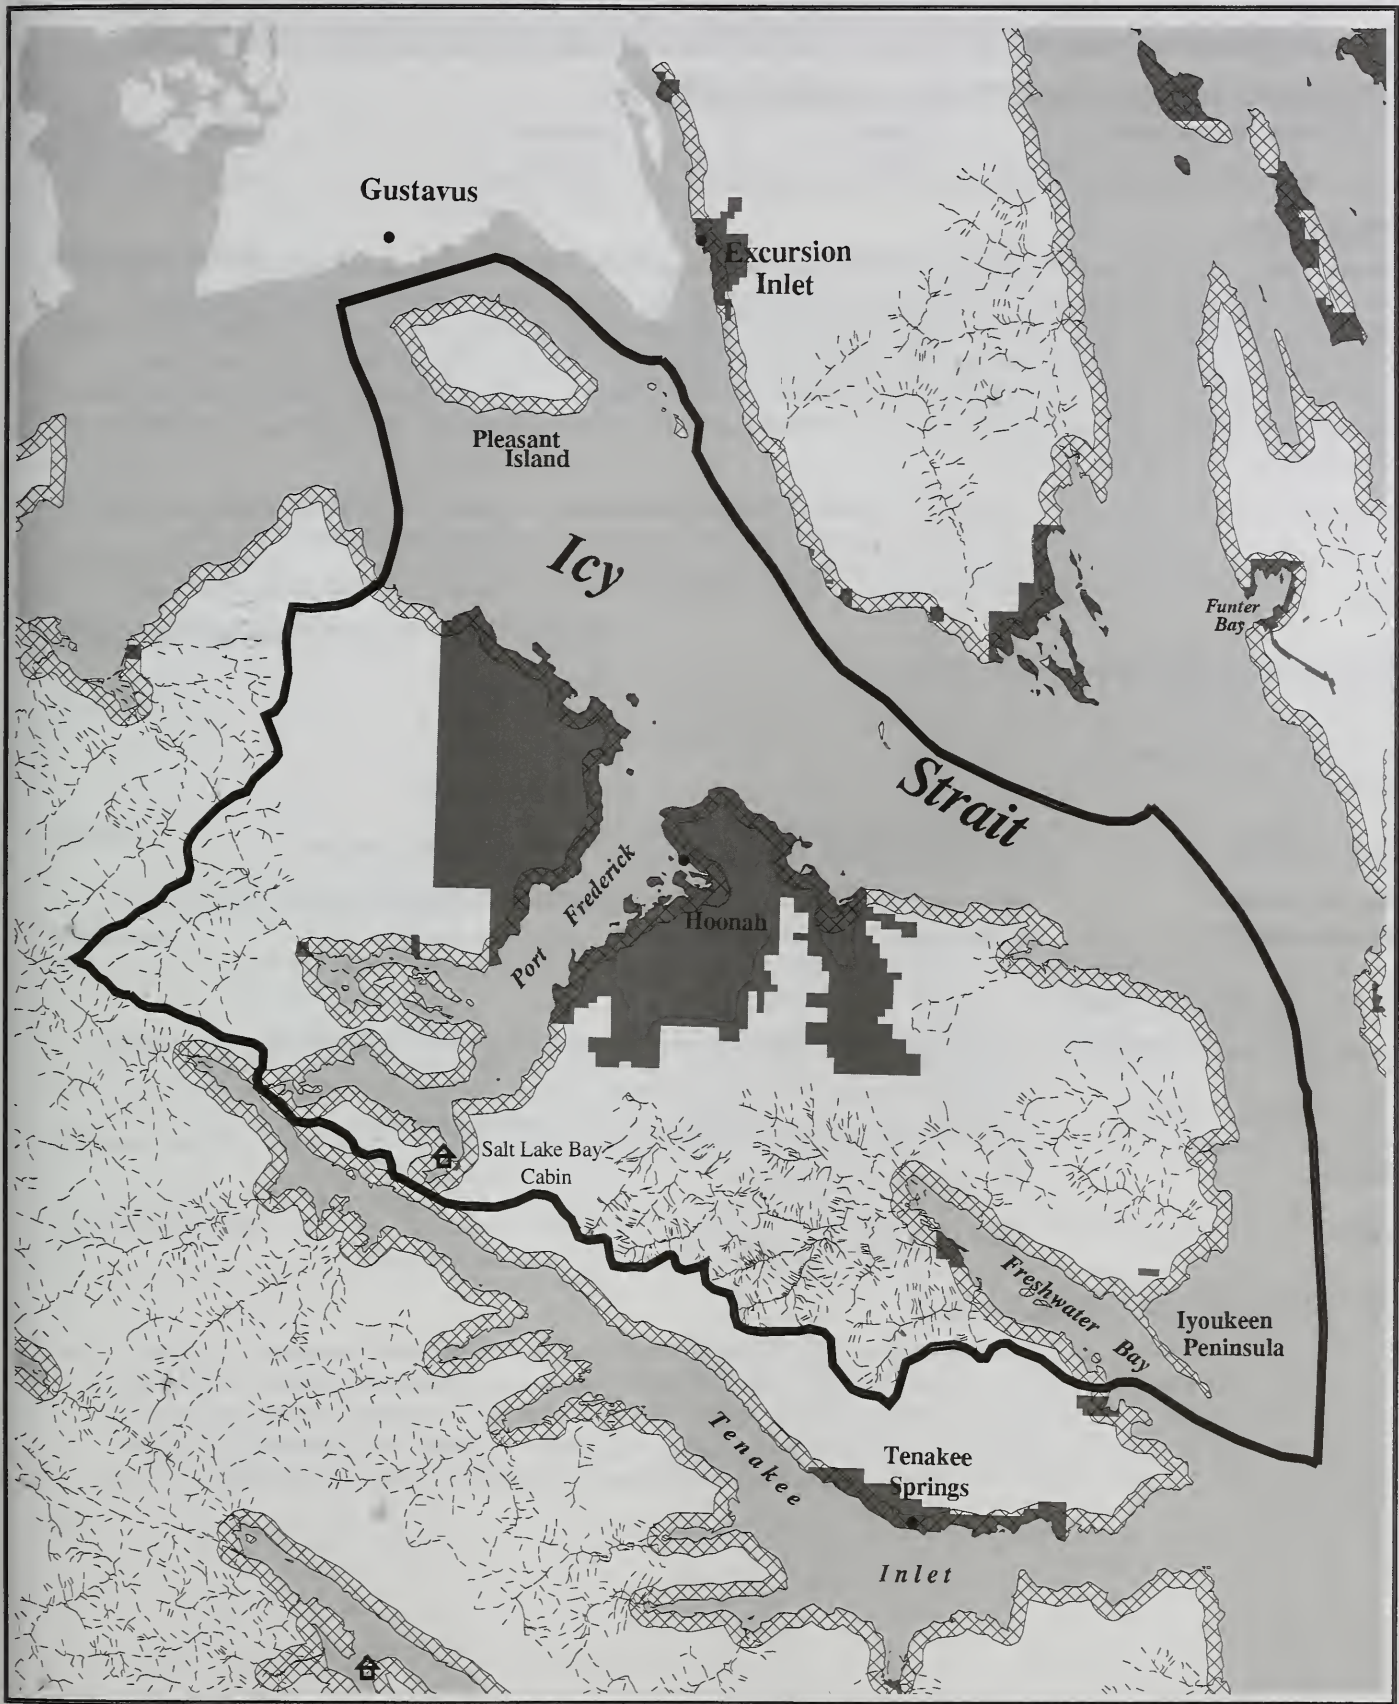 Gustavus
Excursion
Inlet
Pleasant
Island
Icy
Funter
Bay
Strait
Port Frederick
Hoonah
Salt Lake Bay
Cabin
Freshwater Bay
Iyoukeen
Peninsula
Tenakee
Tenakee
Springs
Inlet